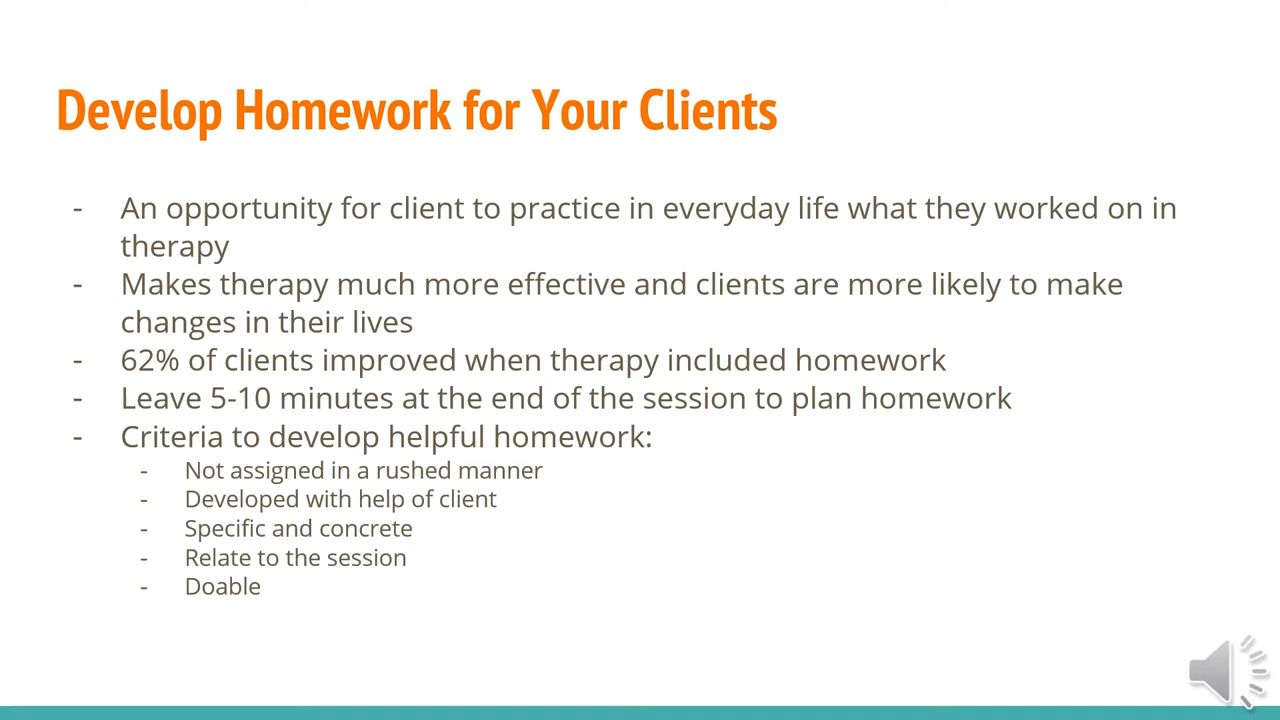 Develop Homework for Your Clients
- An opportunity for client to practice in everyday life what they worked on in
therapy
- Makes therapy much more effective and clients are more likely to make
changes in their lives
- 62% of clients improved when therapy included homework
- Leave 5-10 minutes at the end of the session to plan homework
- Criteria to develop helpful homework:
- Not assigned in a rushed manner
- Developed with help of client
- Specific and concrete
- Relate to the session
- Doable